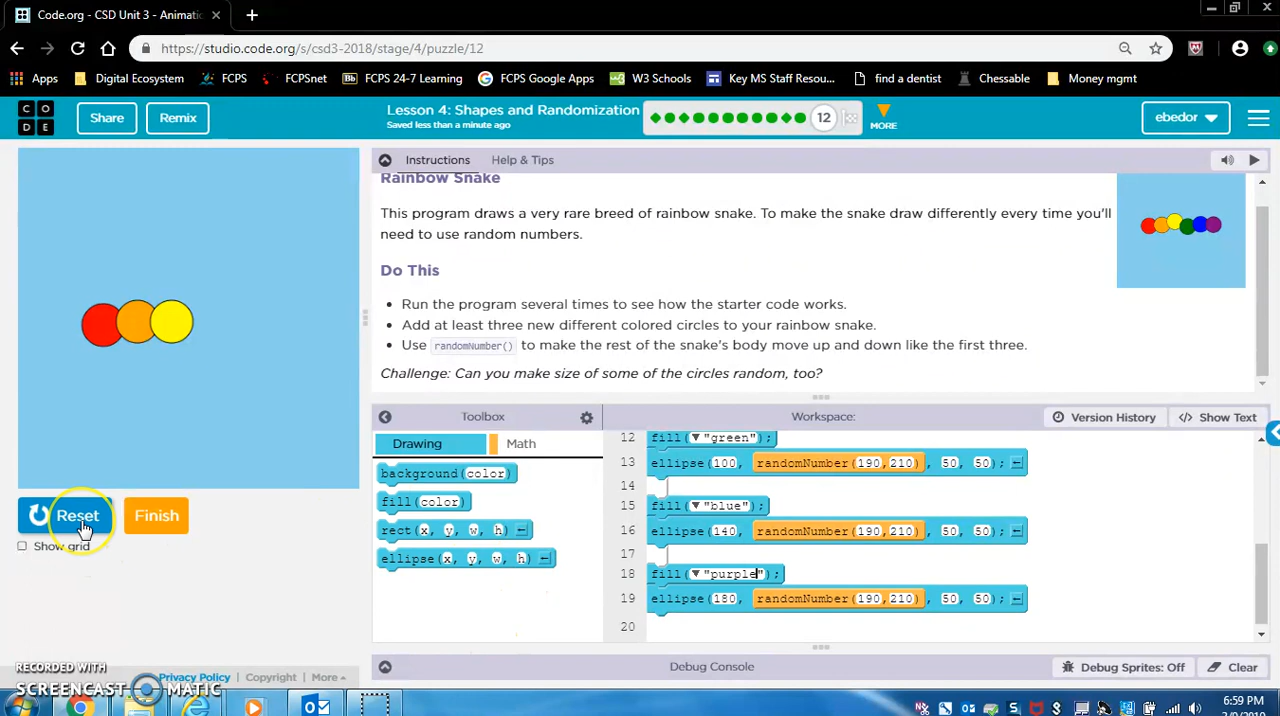 Code.org - CSD Unit 3 - Animatio
https://studio.code.org/s/csd3-2018/stage/4/puzzle/12
Apps Digital Ecosystem FCPS FCPSnet Bb FCPS 24-7 Learning FCPS Google Apps W3 Schools Key MS Staff Resou... find a dentist Chessable Money mgmt
C O D E
Share Remix
Lesson 4: Shapes and Randomization
Saved less than a minute ago
12
MORE
ebedor
Instructions Help & Tips
Rainbow Snake
This program draws a very rare breed of rainbow snake. To make the snake draw differently every time you'll
need to use random numbers.
Do This
• Run the program several times to see how the starter code works.
• Add at least three new different colored circles to your rainbow snake.
• Use randomNumber() to make the rest of the snake's body move up and down like the first three.
Challenge: Can you make size of some of the circles random, too?
Toolbox
Workspace:
Version History
</> Show Text
Drawing Math
background(color)
fill(color)
rect(x, y, w, h)
ellipse(x, y, w, h)
12 fill("green");
13 ellipse(100, randomNumber(190,210), 50, 50);
14
15 fill("blue");
16 ellipse(140, randomNumber(190,210), 50, 50);
17
18 fill("purple");
19 ellipse(180, randomNumber(190,210), 50, 50);
20
Reset Finish
Show grid
Debug Console
Debug Sprites: Off
Clear
Privacy Policy Copyright More
RECORDED WITH
SCREENCAST MATIC
6:59 PM